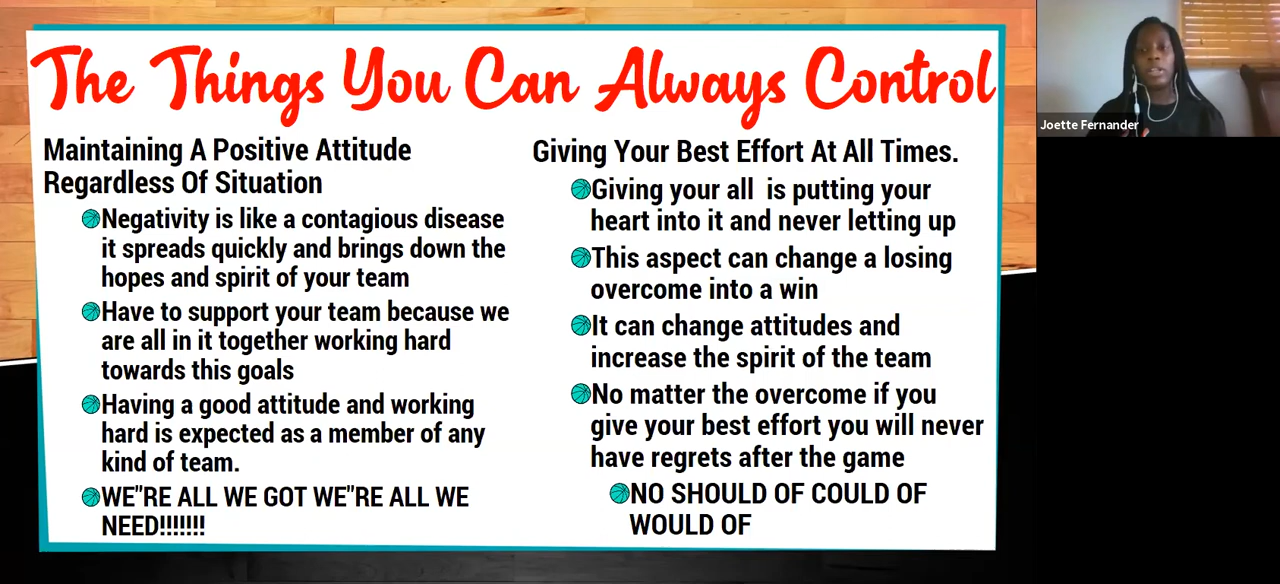 The Things You Can Always Control
Maintaining A Positive Attitude
Regardless Of Situation
Negativity is like a contagious disease
it spreads quickly and brings down the
hopes and spirit of your team
Have to support your team because we
are all in it together working hard
towards this goals
Having a good attitude and working
hard is expected as a member of any
kind of team.
WE"RE ALL WE GOT WE"RE ALL WE
NEED!!!!!!!
Giving Your Best Effort At All Times.
Giving your all is putting your
heart into it and never letting up
This aspect can change a losing
overcome into a win
It can change attitudes and
increase the spirit of the team
No matter the overcome if you
give your best effort you will never
have regrets after the game
NO SHOULD OF COULD OF
WOULD OF
Joette Fernander